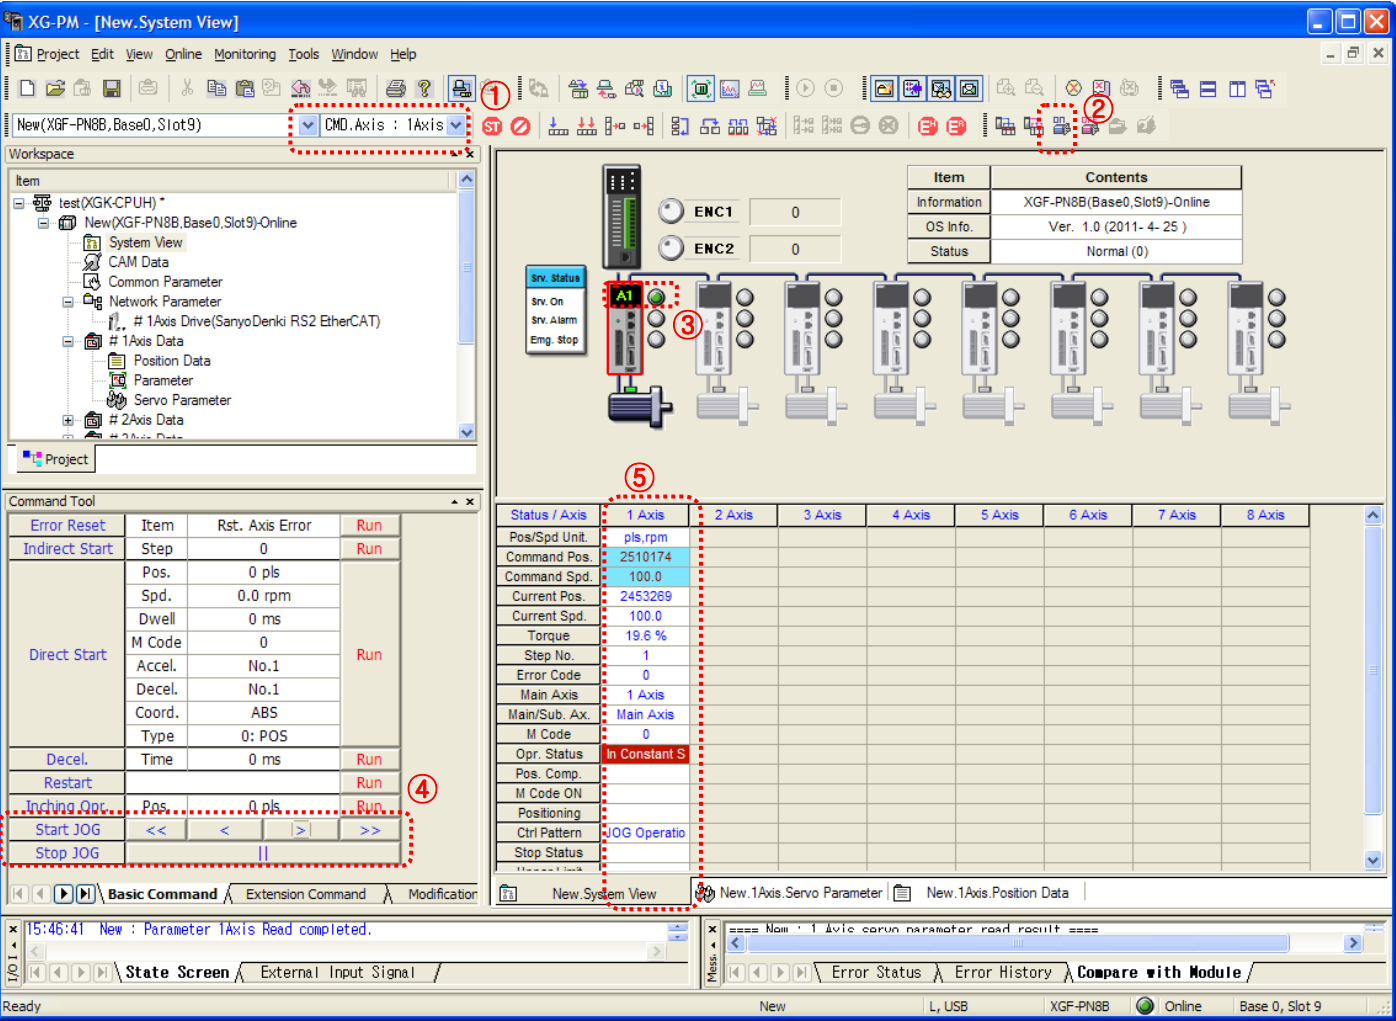 XG-PM - [New.System View]
Project Edit View Online Monitoring Tools Window Help
①
②
New(XGF-PN8B,Base0,Slot9)
CMD.Axis : 1Axis
Workspace
Item
test(XGK-CPUH) *
New(XGF-PN8B,Base0,Slot9)-Online
System View
CAM Data
Common Parameter
Network Parameter
# 1Axis Drive(SanyoDenki RS2 EtherCAT)
# 1Axis Data
Position Data
Parameter
Servo Parameter
# 2Axis Data
Project
ENC1 0
ENC2 0
Item Contents
Information XGF-PN8B(Base0,Slot9)-Online
OS Info. Ver. 1.0 (2011- 4- 25 )
Status Normal (0)
Srv. Status
Srv. On
Srv. Alarm
Emg. Stop
A1
③
Command Tool
Error Reset Item Rst. Axis Error Run
Indirect Start Step 0 Run
Direct Start
Pos. 0 pls
Spd. 0.0 rpm
Dwell 0 ms
M Code 0
Accel. No.1
Decel. No.1
Coord. ABS
Type 0: POS
Run
Decel. Time 0 ms Run
Restart Run
Inching Opr. Pos. 0 pls Run
④
Start JOG << < > >>
Stop JOG ||
Basic Command Extension Command Modification
⑤
Status / Axis 1 Axis 2 Axis 3 Axis 4 Axis 5 Axis 6 Axis 7 Axis 8 Axis
Pos/Spd Unit. pls,rpm
Command Pos. 2510174
Command Spd. 100.0
Current Pos. 2453269
Current Spd. 100.0
Torque 19.6 %
Step No. 1
Error Code 0
Main Axis 1 Axis
Main/Sub. Ax. Main Axis
M Code 0
Opr. Status In Constant S
Pos. Comp.
M Code ON
Positioning
Ctrl Pattern JOG Operatio
Stop Status
New.System View New.1Axis.Servo Parameter New.1Axis.Position Data
I/O
15:46:41 New : Parameter 1Axis Read completed.
State Screen External Input Signal
Mess.
==== New : 1 Axis servo parameter read result ====
Error Status Error History Compare with Module
Ready New L, USB XGF-PN8B Online Base 0, Slot 9